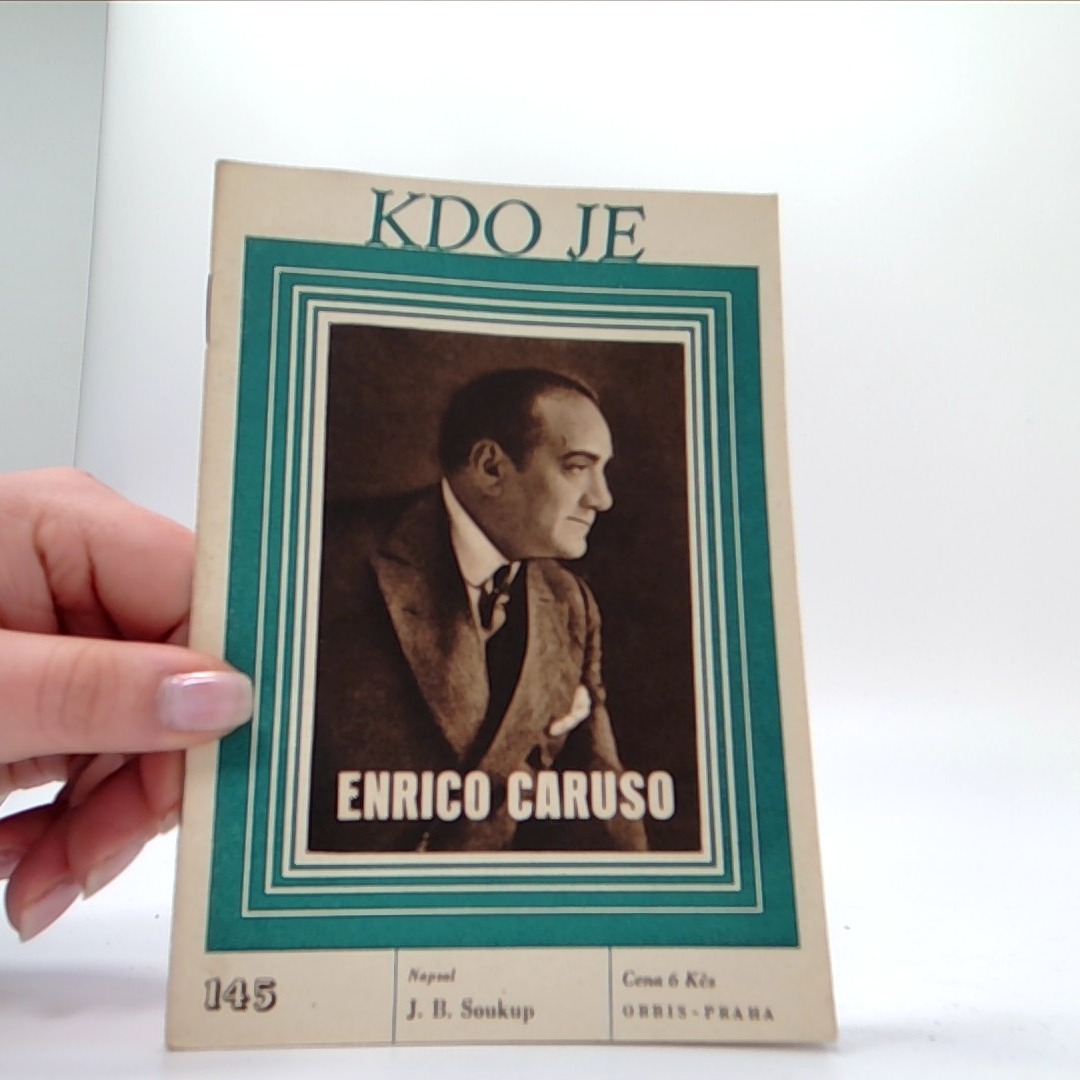 KDO JE
ENRICO CARUSO
145
Napsal
J. B. Soukup
Cena 6 Kčs
ORBIS - PRAHA